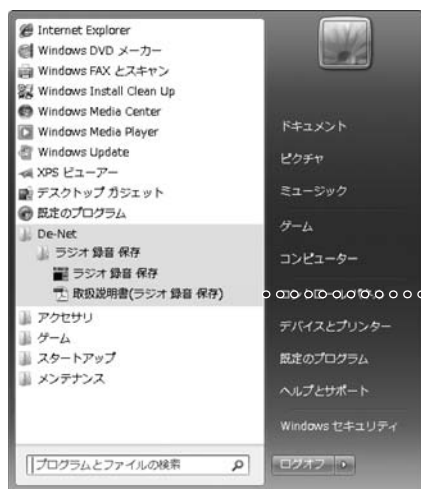 Internet Explorer
Windows DVD メーカー
Windows FAX とスキャン
Windows Install Clean Up
Windows Media Center
Windows Media Player
Windows Update
XPS ビューアー
デスクトップ ガジェット
既定のプログラム
De-Net
ラジオ 録音 保存
ラジオ 録音 保存
取扱説明書(ラジオ 録音 保存)
アクセサリ
ゲーム
スタートアップ
メンテナンス
プログラムとファイルの検索
ドキュメント
ピクチャ
ミュージック
ゲーム
コンピューター
デバイスとプリンター
既定のプログラム
ヘルプとサポート
Windows セキュリティ
ログオフ